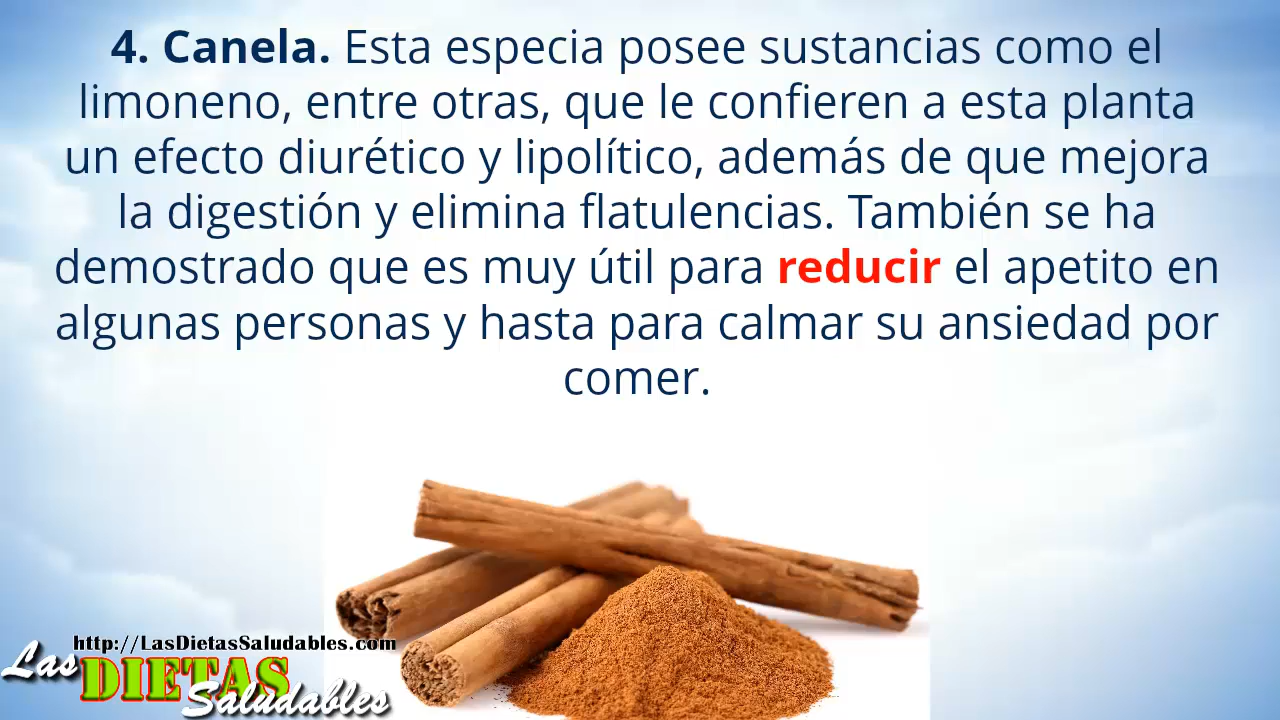 4. Canela. Esta especia posee sustancias como el
limoneno, entre otras, que le confieren a esta planta
un efecto diurético y lipolítico, además de que mejora
la digestión y elimina flatulencias. También se ha
demostrado que es muy útil para reducir el apetito en
algunas personas y hasta para calmar su ansiedad por
comer.
http://LasDietasSaludables.com
Las
DIETAS
Saludables